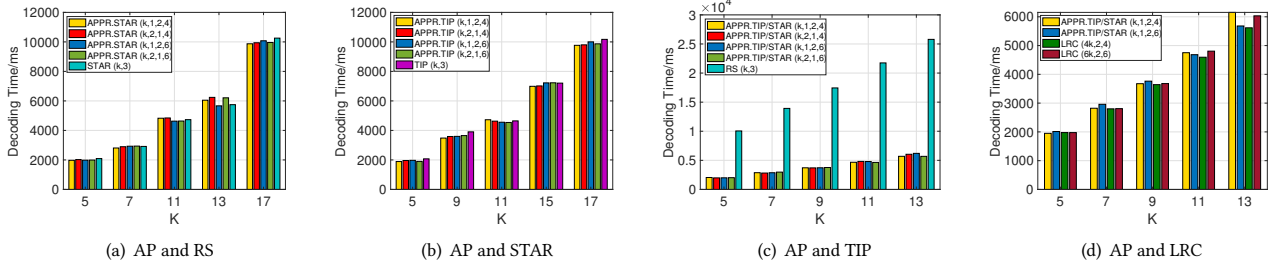 APPR.STAR (k,1,2,4)
APPR.STAR (k,2,1,4)
APPR.STAR (k,1,2,6)
APPR.STAR (k,2,1,6)
STAR (k,3)
Decoding Time/ms
12000
10000
8000
6000
4000
2000
0
5 7 11 13 17
K
(a) AP and RS
APPR.TIP (k,1,2,4)
APPR.TIP (k,2,1,4)
APPR.TIP (k,1,2,6)
APPR.TIP (k,2,1,6)
TIP (k,3)
Decoding Time/ms
12000
10000
8000
6000
4000
2000
0
5 9 11 15 17
K
(b) AP and STAR
×10⁴
APPR.TIP/STAR (k,1,2,4)
APPR.TIP/STAR (k,2,1,4)
APPR.TIP/STAR (k,1,2,6)
APPR.TIP/STAR (k,2,1,6)
RS (k,3)
Decoding Time/ms
3
2.5
2
1.5
1
0.5
0
5 7 9 11 13
K
(c) AP and TIP
APPR.TIP/STAR (k,1,2,4)
APPR.TIP/STAR (k,1,2,6)
LRC (4k,2,4)
LRC (6k,2,6)
Decoding Time/ms
6000
5000
4000
3000
2000
1000
0
5 7 9 11 13
K
(d) AP and LRC